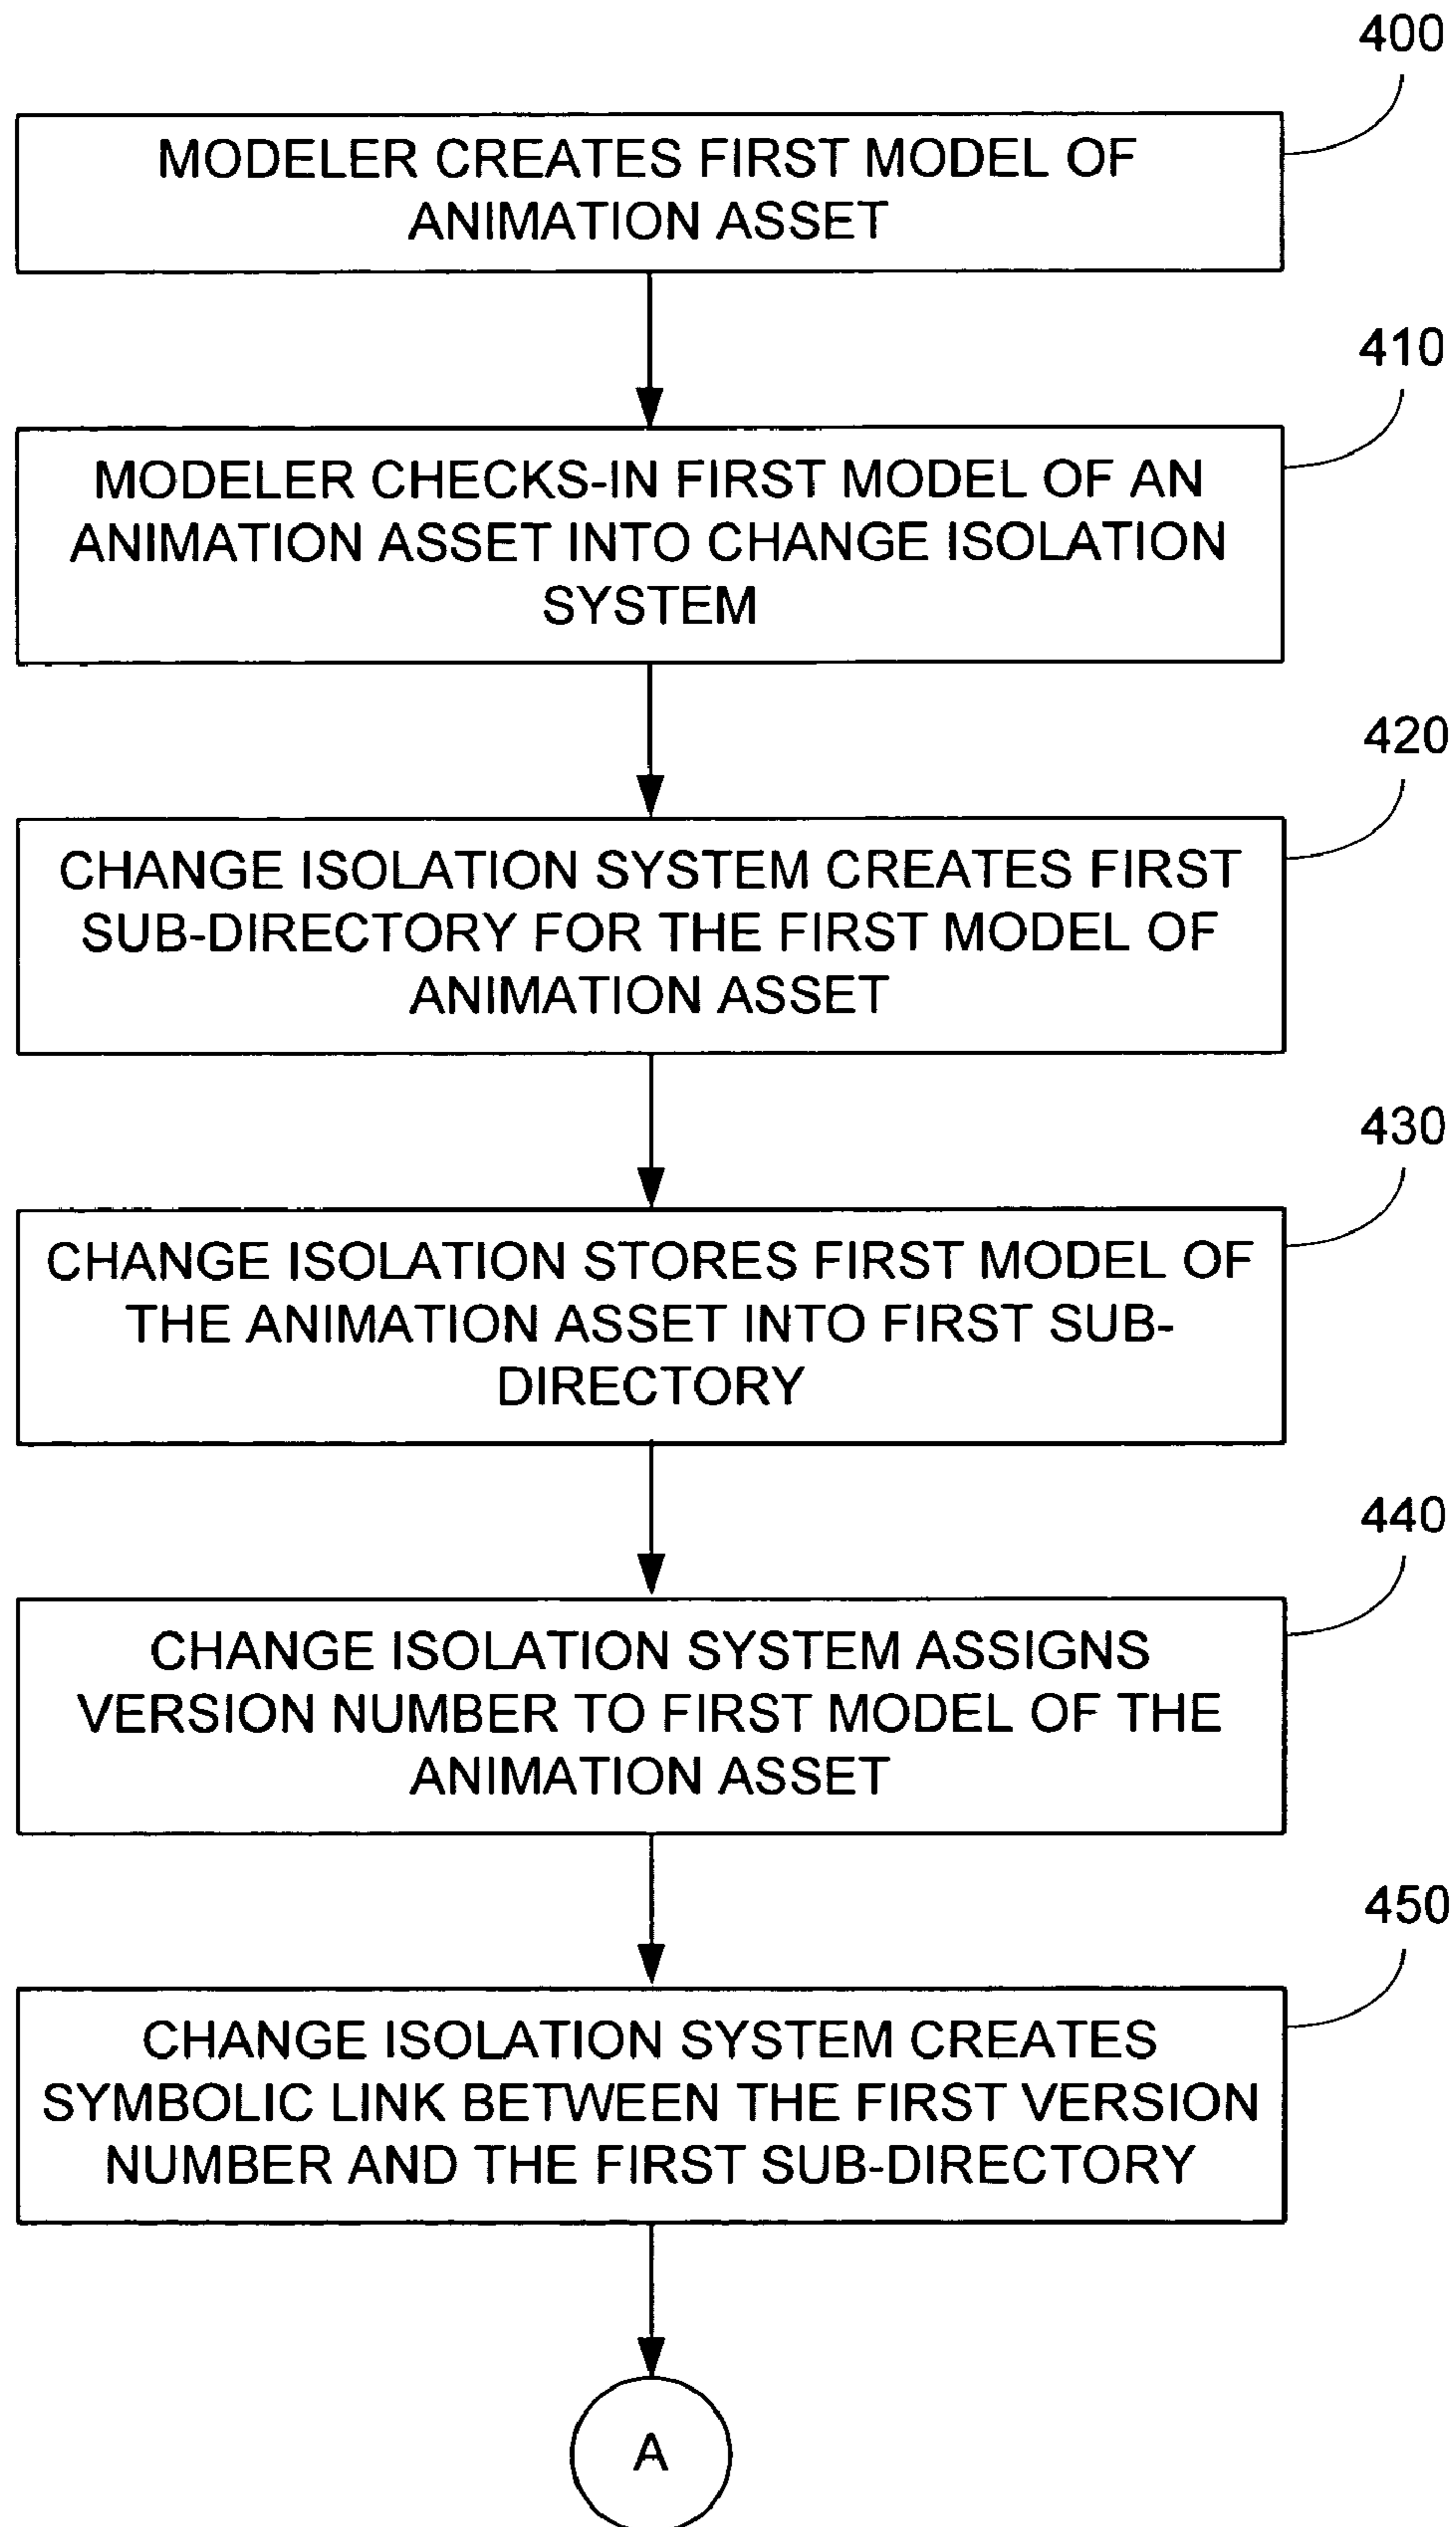 400
MODELER CREATES FIRST MODEL OF
ANIMATION ASSET
410
MODELER CHECKS-IN FIRST MODEL OF AN
ANIMATION ASSET INTO CHANGE ISOLATION
SYSTEM
420
CHANGE ISOLATION SYSTEM CREATES FIRST
SUB-DIRECTORY FOR THE FIRST MODEL OF
ANIMATION ASSET
430
CHANGE ISOLATION STORES FIRST MODEL OF
THE ANIMATION ASSET INTO FIRST SUB-
DIRECTORY
440
CHANGE ISOLATION SYSTEM ASSIGNS
VERSION NUMBER TO FIRST MODEL OF THE
ANIMATION ASSET
450
CHANGE ISOLATION SYSTEM CREATES
SYMBOLIC LINK BETWEEN THE FIRST VERSION
NUMBER AND THE FIRST SUB-DIRECTORY
A